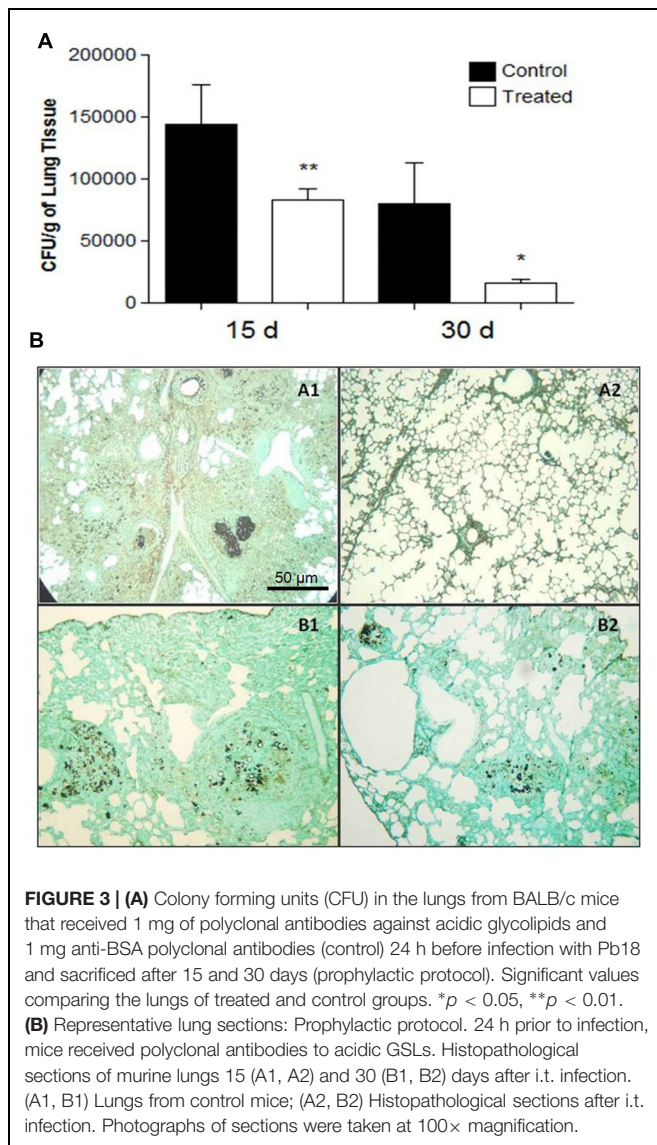 A
200000
150000
100000
50000
0
CFU/g of Lung Tissue
Control
Treated
**
*
15 d
30 d
B
A1
A2
50 µm
B1
B2
FIGURE 3 | (A) Colony forming units (CFU) in the lungs from BALB/c mice
that received 1 mg of polyclonal antibodies against acidic glycolipids and
1 mg anti-BSA polyclonal antibodies (control) 24 h before infection with Pb18
and sacrificed after 15 and 30 days (prophylactic protocol). Significant values
comparing the lungs of treated and control groups. *p < 0.05, **p < 0.01.
(B) Representative lung sections: Prophylactic protocol. 24 h prior to infection,
mice received polyclonal antibodies to acidic GSLs. Histopathological
sections of murine lungs 15 (A1, A2) and 30 (B1, B2) days after i.t. infection.
(A1, B1) Lungs from control mice; (A2, B2) Histopathological sections after i.t.
infection. Photographs of sections were taken at 100× magnification.